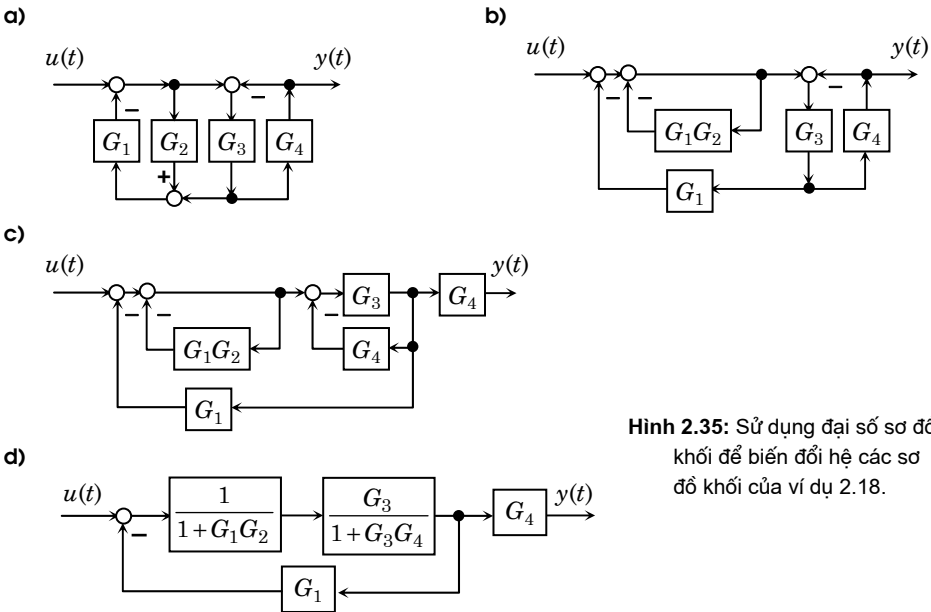 a)
u(t)
y(t)
−
−
G₁
G₂
G₃
G₄
+
b)
u(t)
y(t)
−
−
−
G₁G₂
G₃
G₄
G₁
c)
u(t)
y(t)
G₃
G₄
−
−
−
G₁G₂
G₄
G₁
Hình 2.35: Sử dụng đại số sơ đồ
khối để biến đổi hệ các sơ
đồ khối của ví dụ 2.18.
d)
u(t)
y(t)
−
1
1+G₁G₂
G₃
1+G₃G₄
G₄
G₁